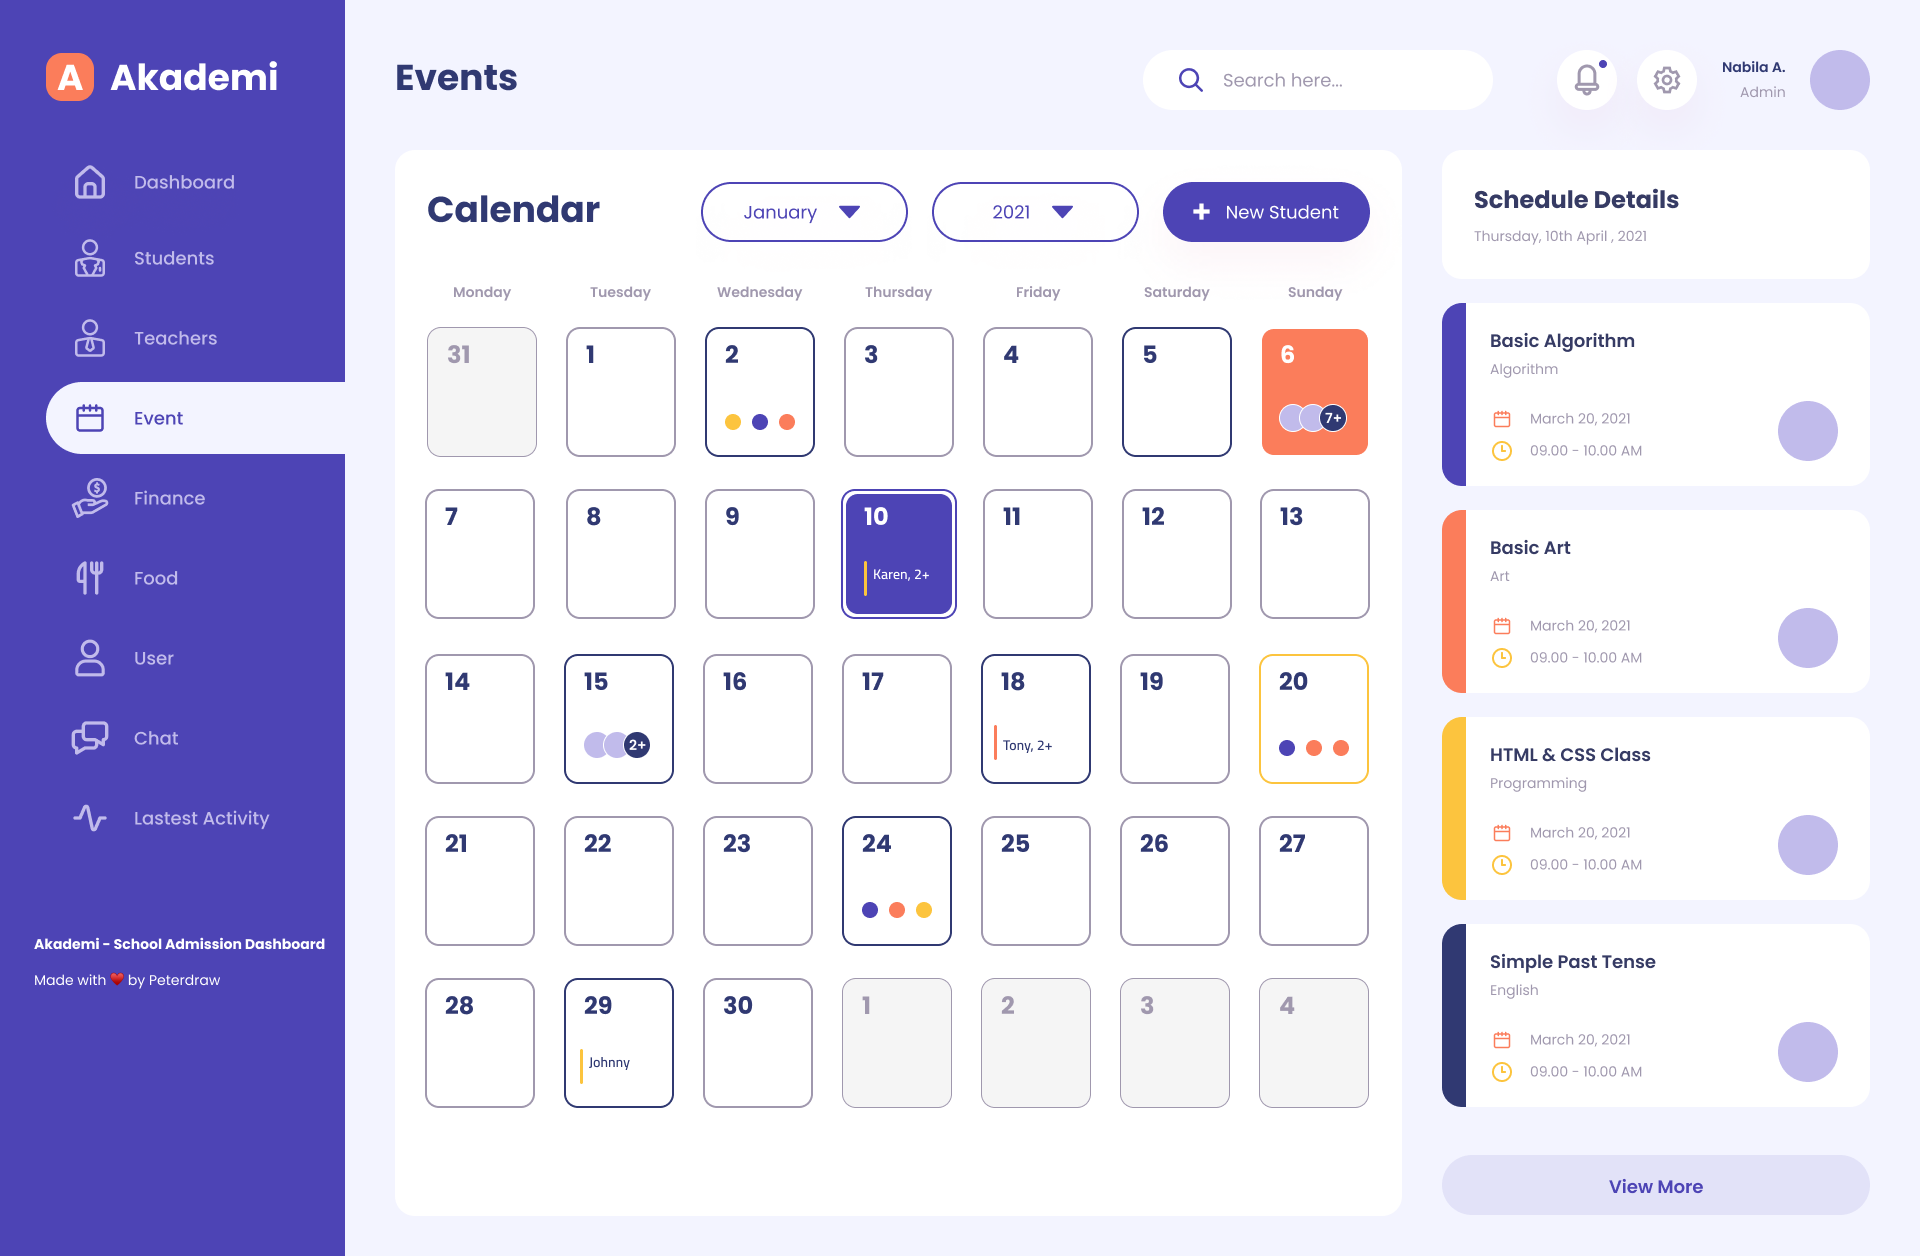 A Akademi
Dashboard
Students
Teachers
Event
Finance
Food
User
Chat
Lastest Activity
Akademi - School Admission Dashboard
Made with ❤️ by Peterdraw
Events
Search here...
Nabila A.
Admin
Calendar
January
2021
+ New Student
Monday Tuesday Wednesday Thursday Friday Saturday Sunday
31 1 2 3 4 5 6
7+
7 8 9 10 11 12 13
Karen, 2+
14 15 16 17 18 19 20
2+ Tony, 2+
21 22 23 24 25 26 27
28 29 30 1 2 3 4
Johnny
Schedule Details
Thursday, 10th April , 2021
Basic Algorithm
Algorithm
March 20, 2021
09.00 - 10.00 AM
Basic Art
Art
March 20, 2021
09.00 - 10.00 AM
HTML & CSS Class
Programming
March 20, 2021
09.00 - 10.00 AM
Simple Past Tense
English
March 20, 2021
09.00 - 10.00 AM
View More